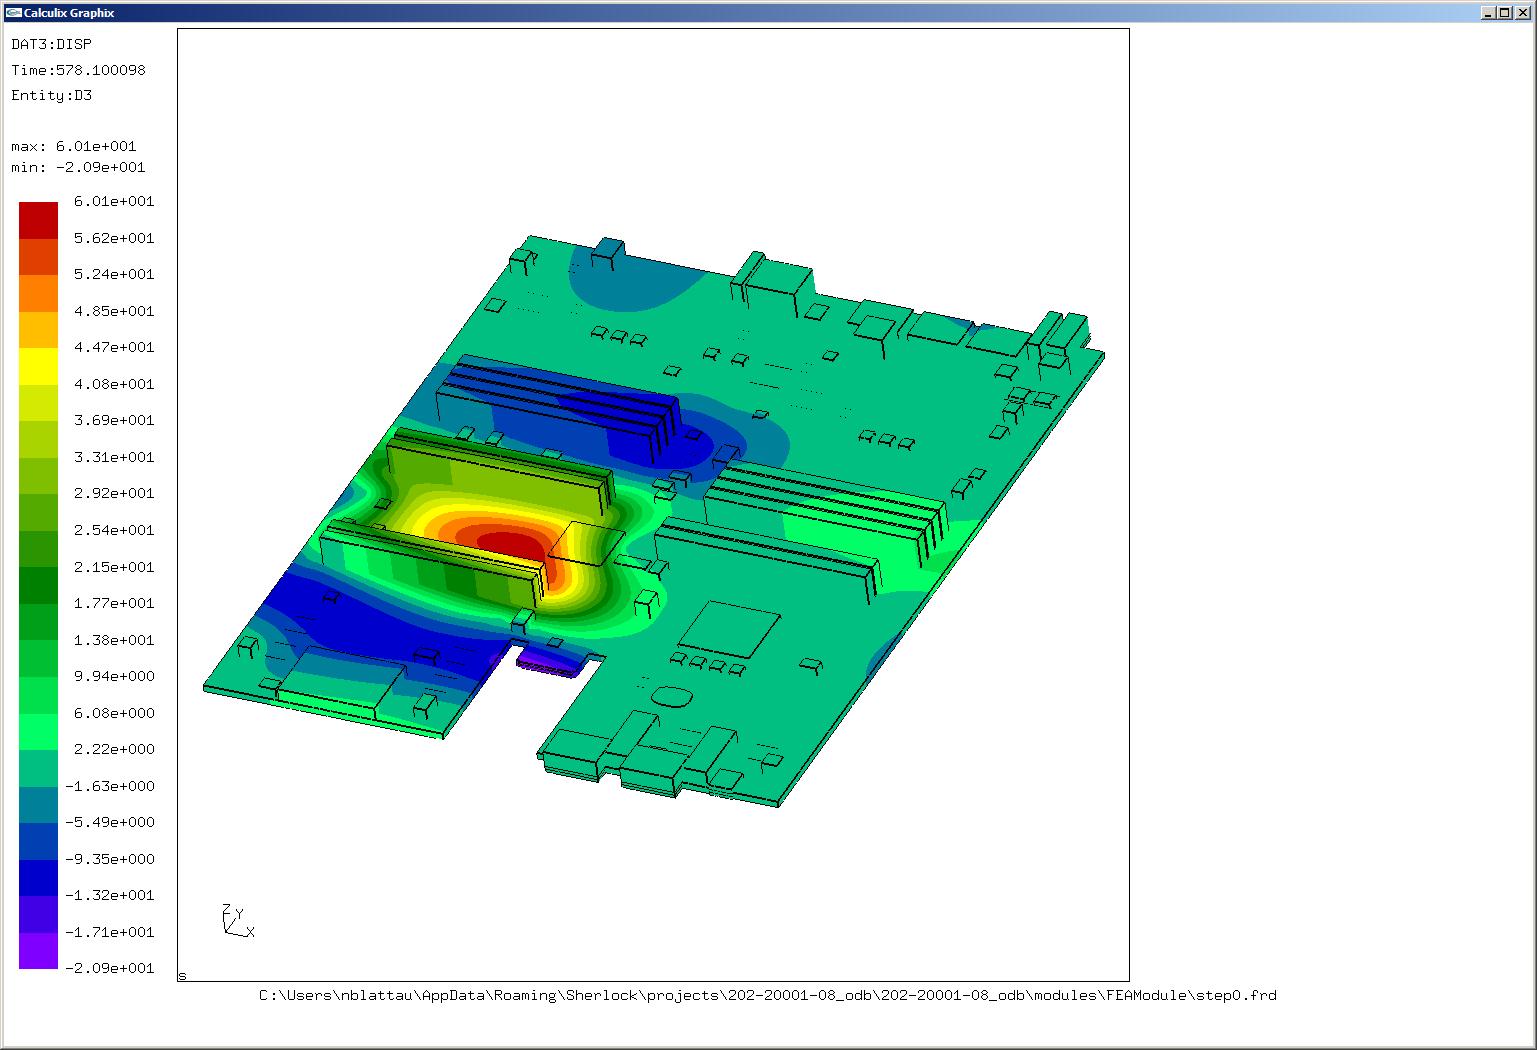 Calculix Graphix
DAT3:DISP
Time:578.100098
Entity:D3
max: 6.01e+001
min: -2.09e+001
6.01e+001
5.62e+001
5.24e+001
4.85e+001
4.47e+001
4.08e+001
3.69e+001
3.31e+001
2.92e+001
2.54e+001
2.15e+001
1.77e+001
1.38e+001
9.94e+000
6.08e+000
2.22e+000
-1.63e+000
-5.49e+000
-9.35e+000
-1.32e+001
-1.71e+001
-2.09e+001
Z
Y
X
s
C:\Users\nblattau\AppData\Roaming\Sherlock\projects\202-20001-08_odb\202-20001-08_odb\modules\FEAModule\step0.frd